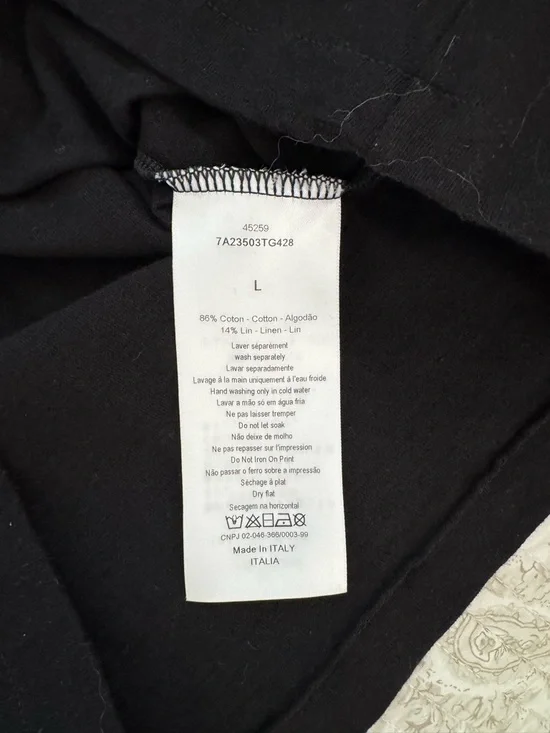 45259
7A23503TG428
L
86% Coton - Cotton - Algodão
14% Lin - Linen - Lin
Laver séparément
wash separately
Lavar separadamente
Lavage á la main uniquement á l'eau froide
Hand washing only in cold water
Lavar a mão só em água fria
Ne pas laisser tremper
Do not let soak
Não deixe de molho
Ne pas repasser sur l'impression
Do Not Iron On Print
Não passar o ferro sobre a impressão
Séchage á plat
Dry flat
Secagem na horizontal
CNPJ 02-046-366/0003-99
Made In ITALY
ITALIA